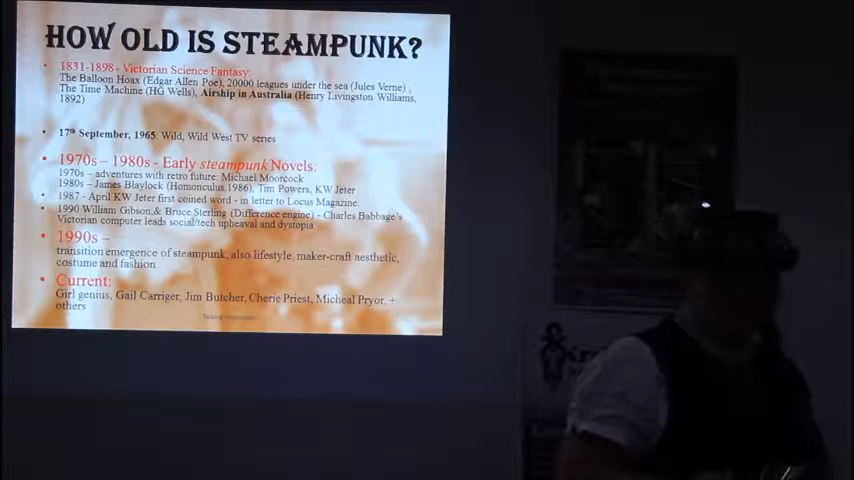 HOW OLD IS STEAMPUNK?
• 1831-1898 - Victorian Science Fantasy:
The Balloon Hoax (Edgar Allen Poe), 20000 leagues under the sea (Jules Verne) ,
The Time Machine (HG Wells), Airship in Australia (Henry Livingston Williams,
1892)
• 17th September, 1965: Wild, Wild West TV series
• 1970s – 1980s - Early steampunk Novels:
1970s – adventures with retro future: Michael Moorcock
1980s – James Blaylock (Homonculus,1986), Tim Powers, KW Jeter
• 1987 - April KW Jeter first coined word - in letter to Locus Magazine.
• 1990 William Gibson & Bruce Sterling (Difference engine) - Charles Babbage's
Victorian computer leads social/tech upheaval and dystopia
• 1990s –
transition emergence of steampunk, also lifestyle, maker-craft aesthetic,
costume and fashion
• Current:
Girl genius, Gail Carriger, Jim Butcher, Cherie Priest, Micheal Pryor, +
others